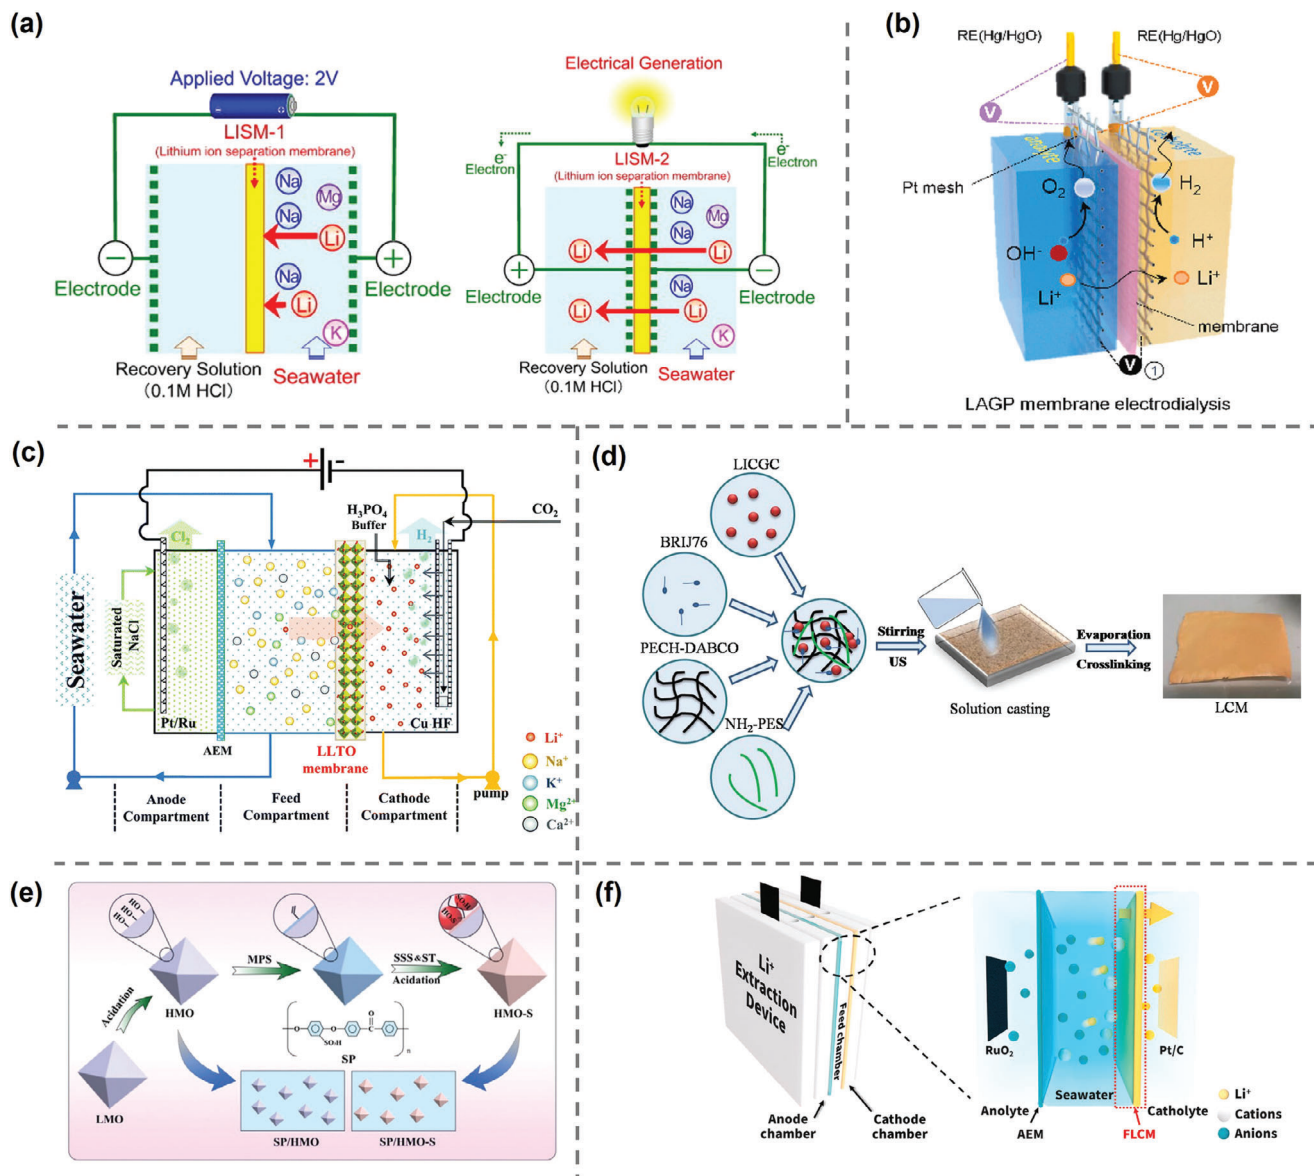 (a)
Applied Voltage: 2V
LISM-1
(Lithium ion separation membrane)
Na
Mg
Na
Li
Na
Li
K
−
+
Electrode
Electrode
Recovery Solution
(0.1M HCl)
Seawater
Electrical Generation
e-
Electron
e-
Electron
LISM-2
(Lithium ion separation membrane)
Na
Mg
Na
Li
Li
+
−
Na
Electrode
Electrode
Li
Li
K
Recovery Solution
(0.1M HCl)
Seawater
(b)
RE(Hg/HgO)
RE(Hg/HgO)
V
V
Pt mesh
O₂
H₂
OH⁻
H⁺
Li⁺
Li⁺
membrane
V
①
LAGP membrane electrodialysis
(c)
+
-
H₃PO₄
Buffer
CO₂
Cl₂
H₂
Seawater
Saturated
NaCl
Pt/Ru
Cu HF
AEM
LLTO
membrane
pump
Anode
Compartment
Feed
Compartment
Cathode
Compartment
Li⁺
Na⁺
K⁺
Mg²⁺
Ca²⁺
(d)
LICGC
BRIJ76
PECH-DABCO
NH₂-PES
Stirring
US
Solution casting
Evaporation
Crosslinking
LCM
(e)
HO
HO
HO
SO₃H
HO₃S
MPS
SSS&ST
Acidation
Acidation
HMO
HMO-S
O
O
O
SO₃H
n
SP
LMO
SP/HMO
SP/HMO-S
(f)
Li⁺
Extraction
Device
Feed chamber
Anode
chamber
Cathode
chamber
RuO₂
Pt/C
Seawater
Anolyte
Catholyte
AEM
FLCM
Li⁺
Cations
Anions